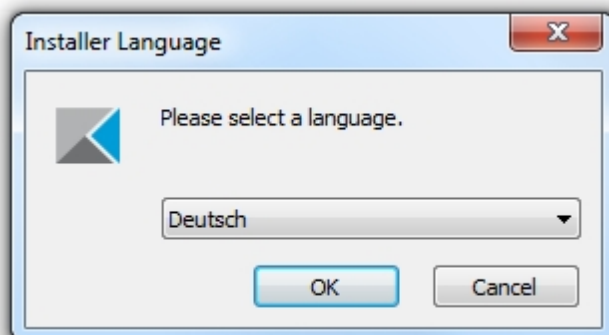 Installer Language
Please select a language.
Deutsch
OK
Cancel